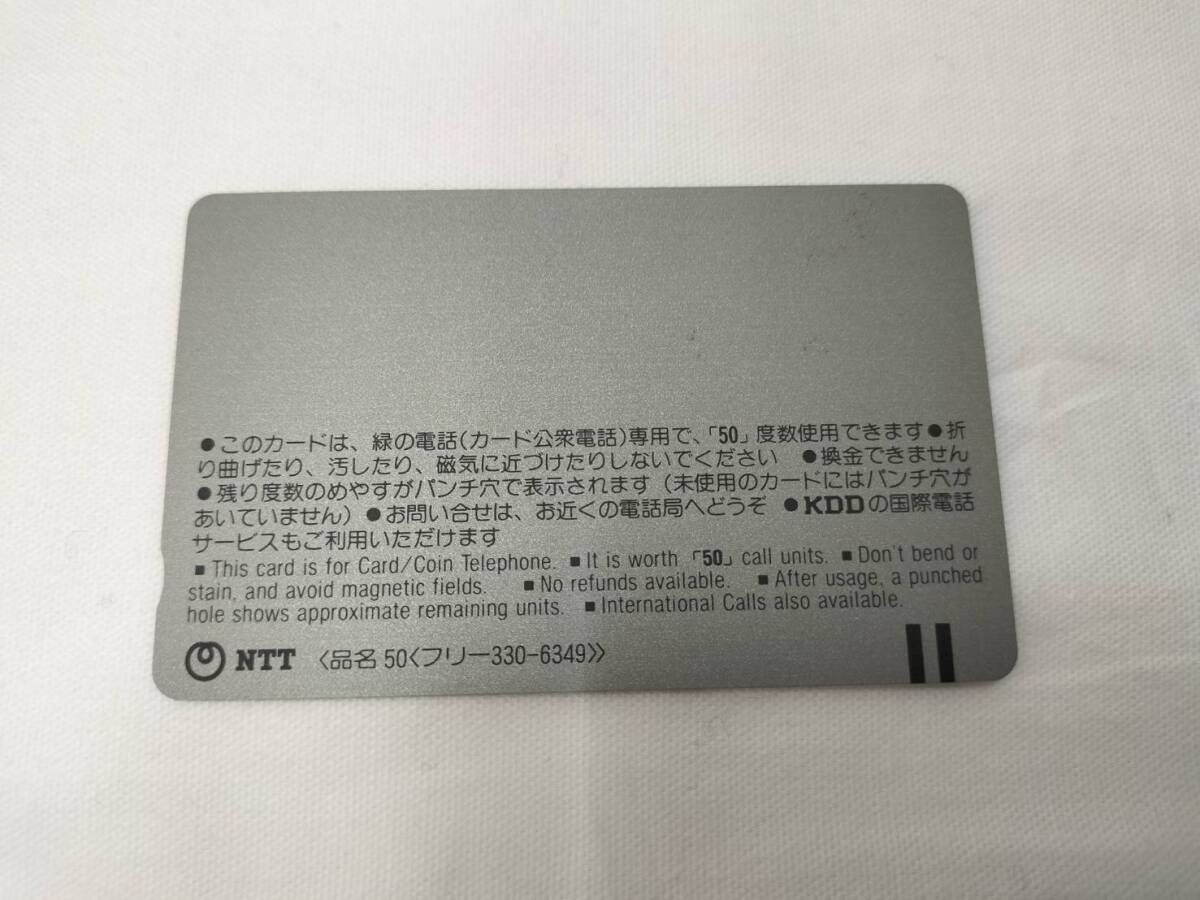 ●このカードは、緑の電話(カード公衆電話)専用で、「50」度数使用できます●折
り曲げたり、汚したり、磁気に近づけたりしないでください ●換金できません
●残り度数のめやすがパンチ穴で表示されます(未使用のカードにはパンチ穴が
あいていません)●お問い合せは、お近くの電話局へどうぞ ●KDDの国際電話
サービスもご利用いただけます
■ This card is for Card/Coin Telephone. ■ It is worth 「50」 call units. ■ Don't bend or
stain, and avoid magnetic fields. ■ No refunds available. ■ After usage, a punched
hole shows approximate remaining units. ■ International Calls also available.
NTT 〈品名 50〈フリー330-6349〉〉